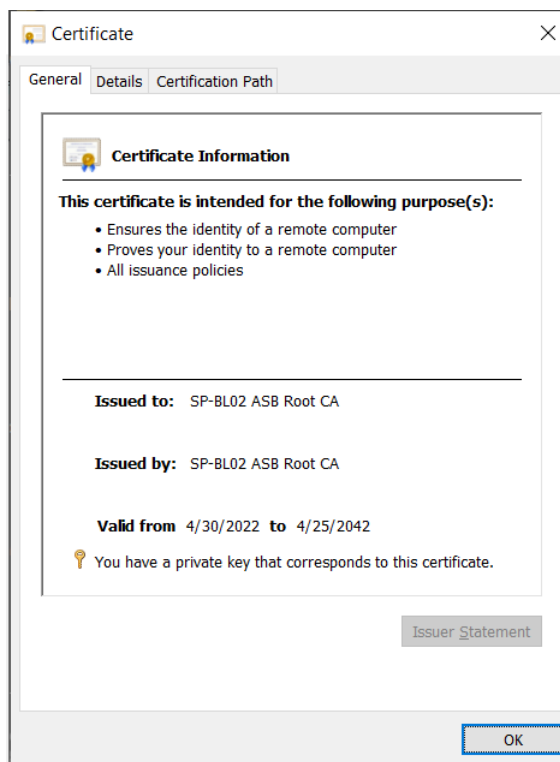 Certificate
General Details Certification Path
Certificate Information
This certificate is intended for the following purpose(s):
• Ensures the identity of a remote computer
• Proves your identity to a remote computer
• All issuance policies
Issued to: SP-BL02 ASB Root CA
Issued by: SP-BL02 ASB Root CA
Valid from 4/30/2022 to 4/25/2042
You have a private key that corresponds to this certificate.
Issuer Statement
OK